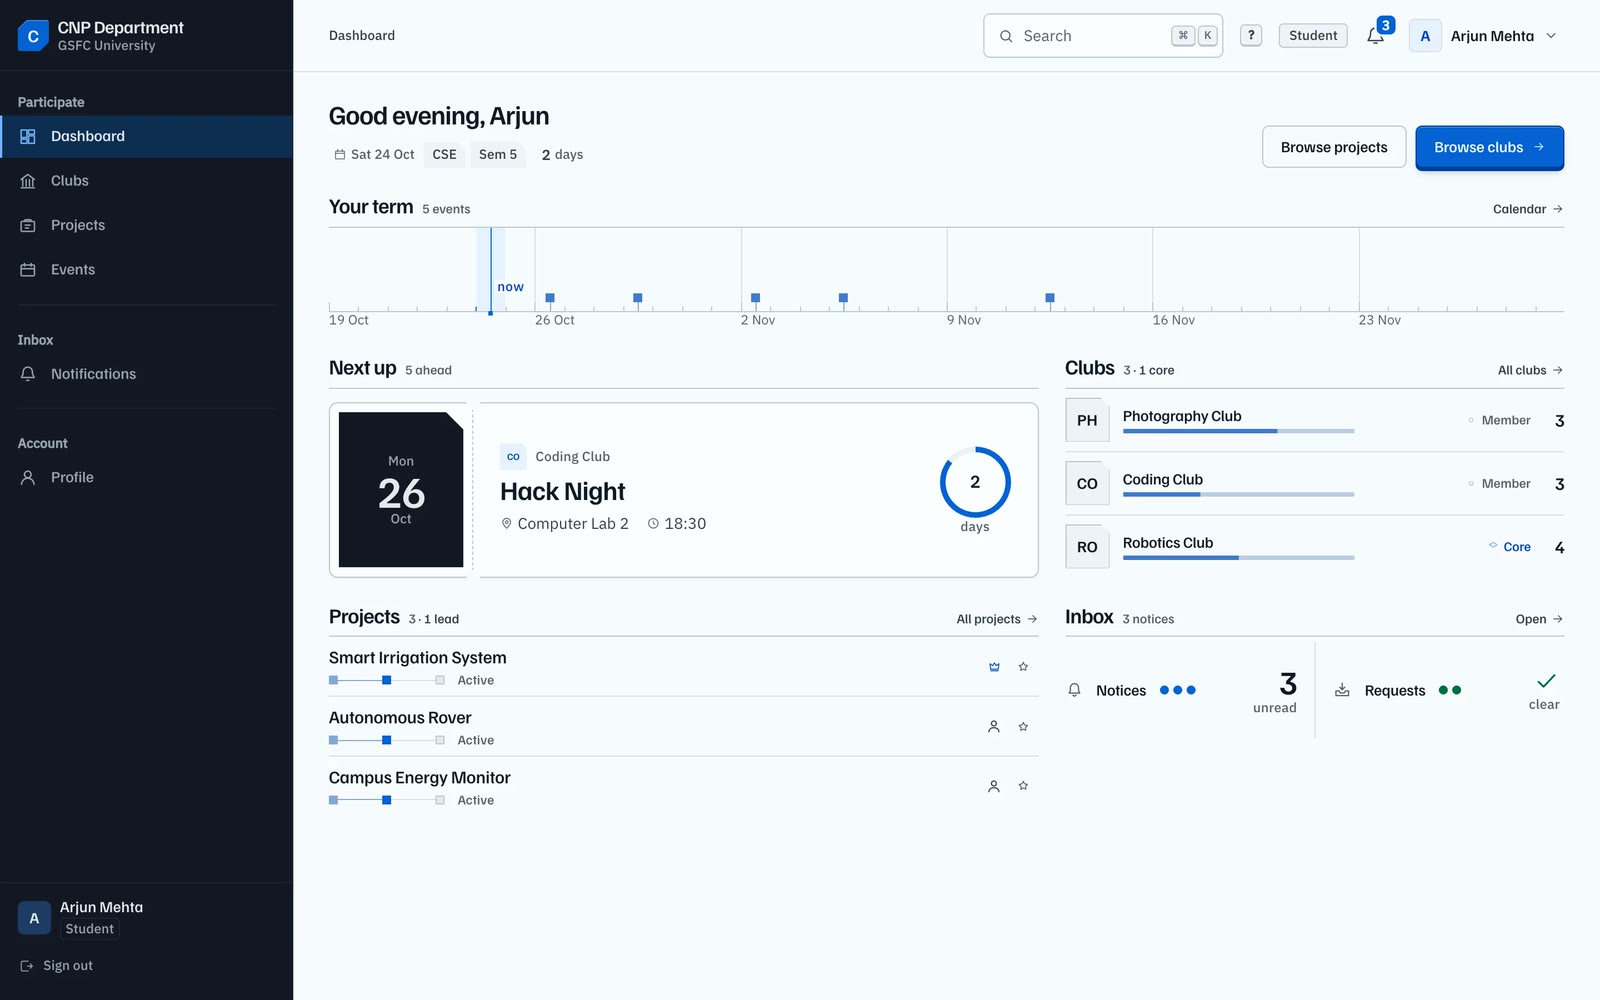 C
CNP Department
GSFC University
Participate
Dashboard
Clubs
Projects
Events
Inbox
Notifications
Account
Profile
A
Arjun Mehta
Student
Sign out
Dashboard
Search
⌘ K
?
Student
3
A
Arjun Mehta
Good evening, Arjun
Sat 24 Oct CSE Sem 5 2 days
Browse projects
Browse clubs →
Your term 5 events
Calendar →
now
19 Oct 26 Oct 2 Nov 9 Nov 16 Nov 23 Nov
Next up 5 ahead
Mon
26
Oct
CO Coding Club
Hack Night
Computer Lab 2 18:30
2
days
Clubs 3 · 1 core
All clubs →
PH Photography Club Member 3
CO Coding Club Member 3
RO Robotics Club Core 4
Projects 3 · 1 lead
All projects →
Smart Irrigation System
Active
Autonomous Rover
Active
Campus Energy Monitor
Active
Inbox 3 notices
Open →
Notices 3
unread
Requests
clear